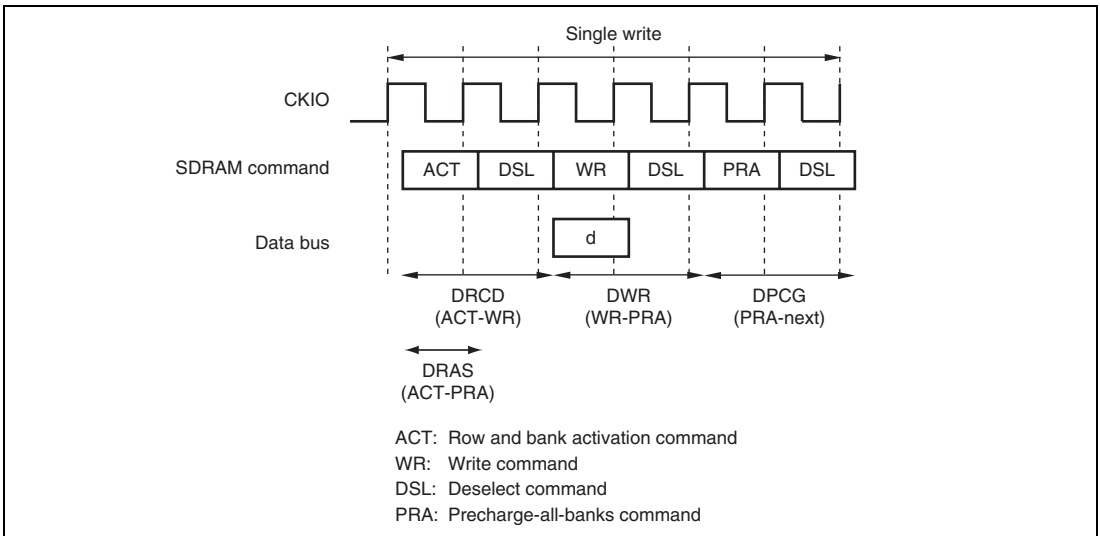 Single write
CKIO
SDRAM command
ACT DSL WR DSL PRA DSL
Data bus
d
DRCD
(ACT-WR)
DWR
(WR-PRA)
DPCG
(PRA-next)
DRAS
(ACT-PRA)
ACT: Row and bank activation command
WR: Write command
DSL: Deselect command
PRA: Precharge-all-banks command